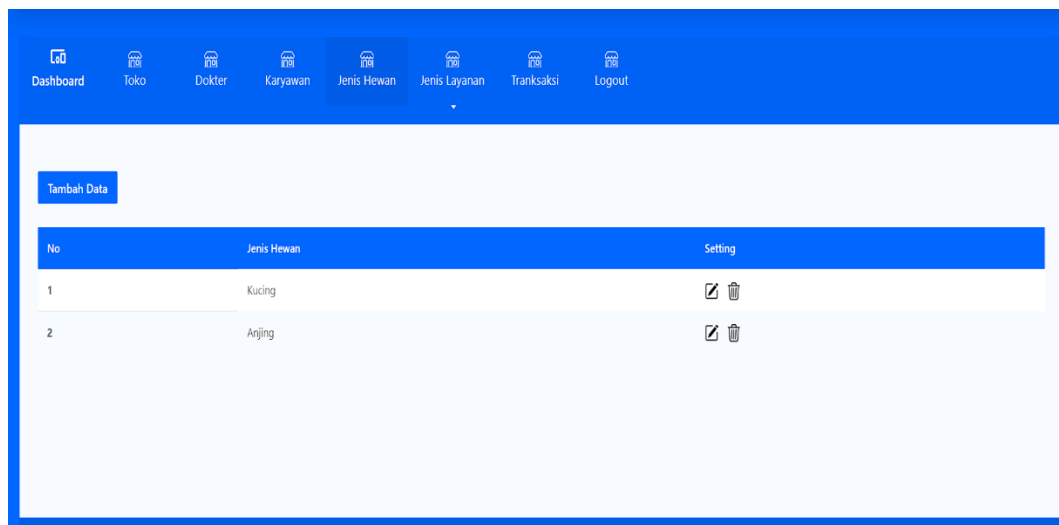 Dashboard Toko Dokter Karyawan Jenis Hewan Jenis Layanan Tranksaksi Logout
Tambah Data
No Jenis Hewan Setting
1 Kucing
2 Anjing